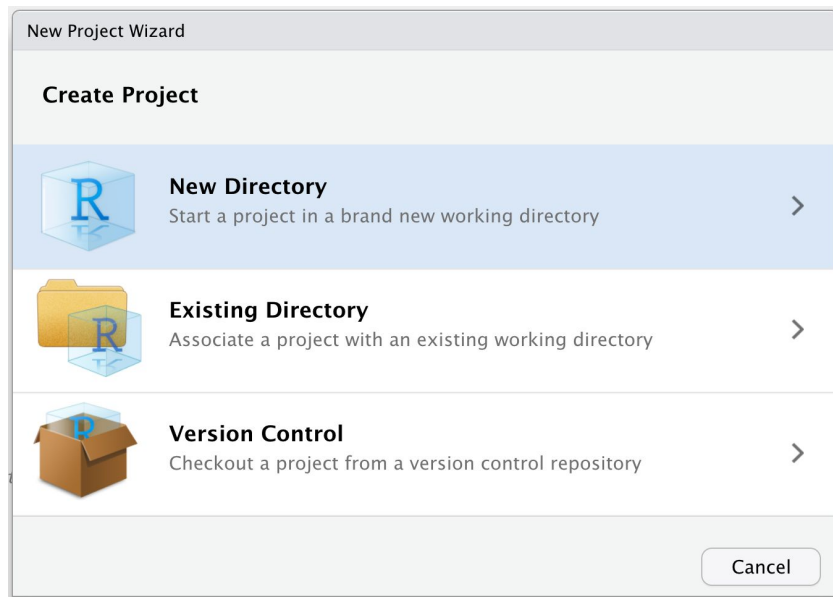 New Project Wizard
Create Project
R
New Directory
Start a project in a brand new working directory
R
Existing Directory
Associate a project with an existing working directory
R
Version Control
Checkout a project from a version control repository
Cancel